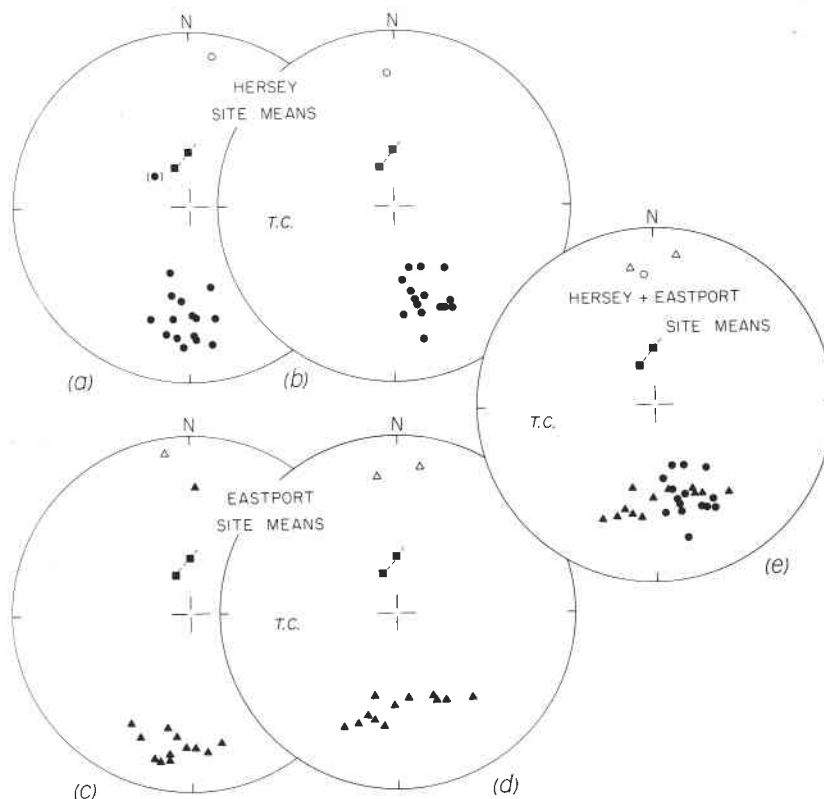 N
N
HERSEY
SITE MEANS
T.C.
(a)
(b)
N
HERSEY + EASTPORT
SITE MEANS
T.C.
(e)
N
N
EASTPORT
SITE MEANS
T.C.
(c)
(d)